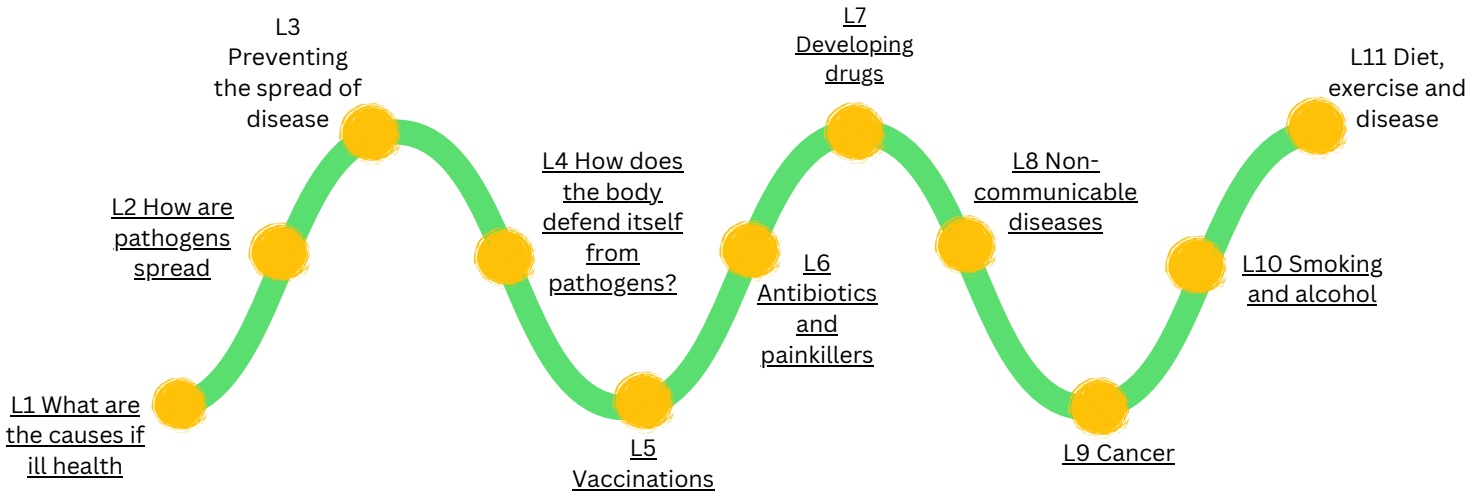 L1 What are
the causes if
ill health
L2 How are
pathogens
spread
L3
Preventing
the spread of
disease
L4 How does
the body
defend itself
from
pathogens?
L5
Vaccinations
L6
Antibiotics
and
painkillers
L7
Developing
drugs
L8 Non-
communicable
diseases
L9 Cancer
L10 Smoking
and alcohol
L11 Diet,
exercise and
disease